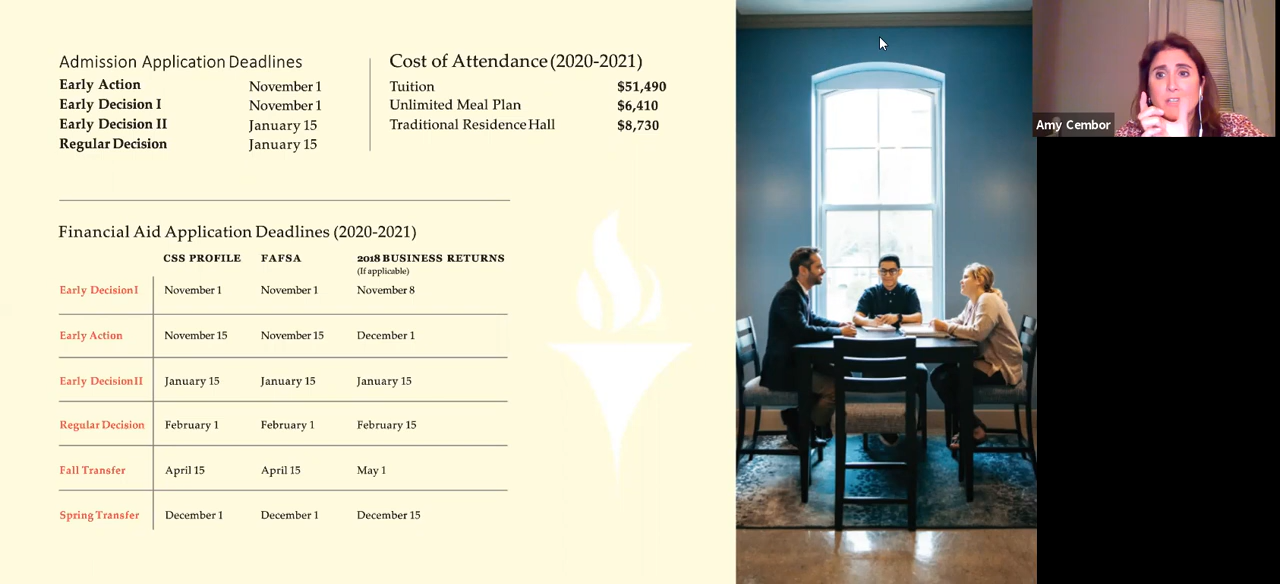 Admission Application Deadlines
Early Action November 1
Early Decision I November 1
Early Decision II January 15
Regular Decision January 15
Cost of Attendance (2020-2021)
Tuition $51,490
Unlimited Meal Plan $6,410
Traditional Residence Hall $8,730
Financial Aid Application Deadlines (2020-2021)
CSS PROFILE FAFSA 2018 BUSINESS RETURNS
(If applicable)
Early Decision I November 1 November 1 November 8
Early Action November 15 November 15 December 1
Early Decision II January 15 January 15 January 15
Regular Decision February 1 February 1 February 15
Fall Transfer April 15 April 15 May 1
Spring Transfer December 1 December 1 December 15
Amy Cembor